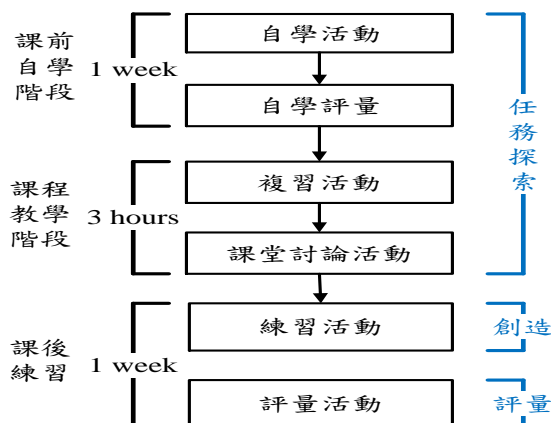 課前
自學
階段
1 week
自學活動
自學評量
課程
教學
階段
3 hours
複習活動
課堂討論活動
任
務
探
索
課後
練習
1 week
練習活動
評量活動
創造
評量